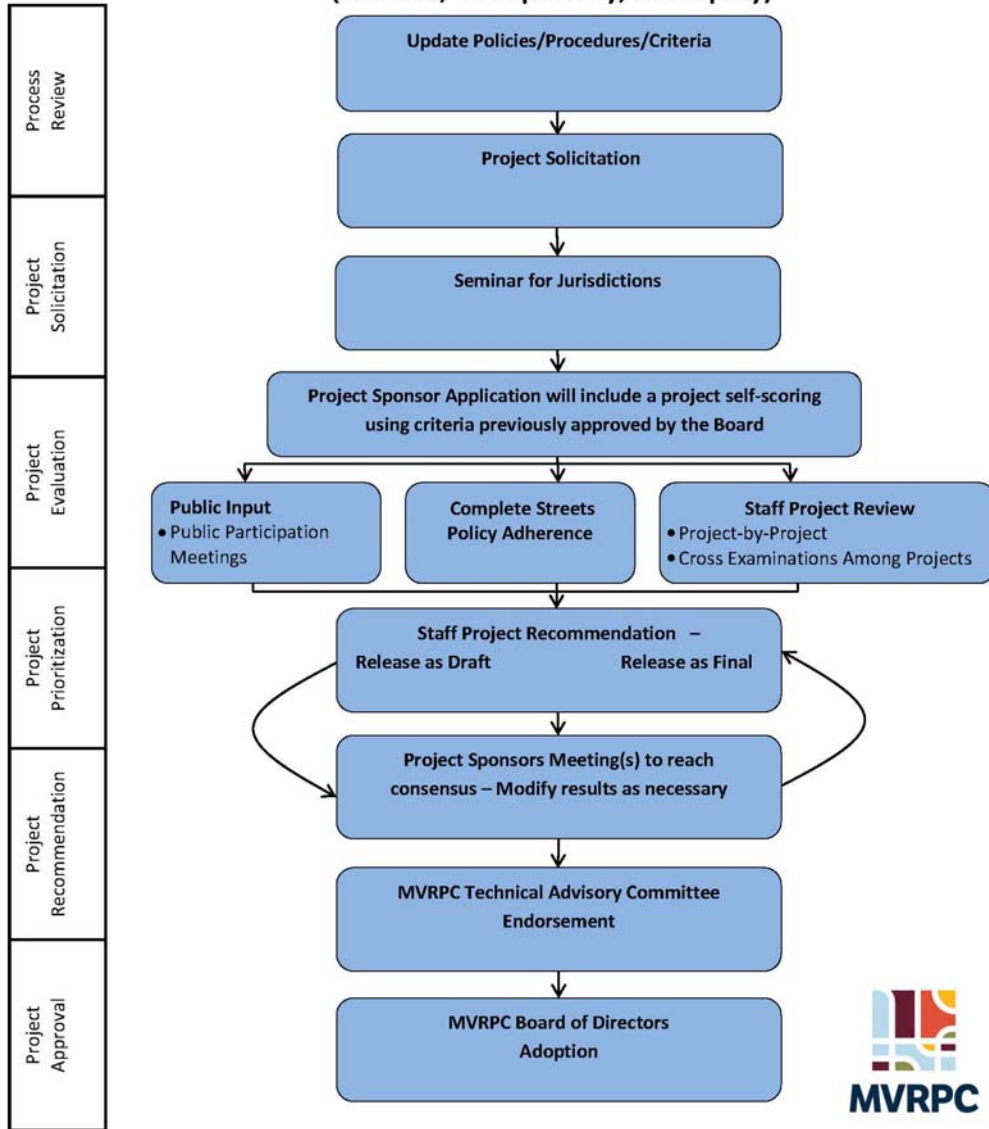 Update Policies/Procedures/Criteria
Project Solicitation
Seminar for Jurisdictions
Project Sponsor Application will include a project self-scoring
using criteria previously approved by the Board
Public Input
• Public Participation
Meetings
Complete Streets
Policy Adherence
Staff Project Review
• Project-by-Project
• Cross Examinations Among Projects
Staff Project Recommendation –
Release as Draft Release as Final
Project Sponsors Meeting(s) to reach
consensus – Modify results as necessary
MVRPC Technical Advisory Committee
Endorsement
MVRPC Board of Directors
Adoption
Process
Review
Project
Solicitation
Project
Evaluation
Project
Prioritization
Project
Recommendation
Project
Approval
MVRPC